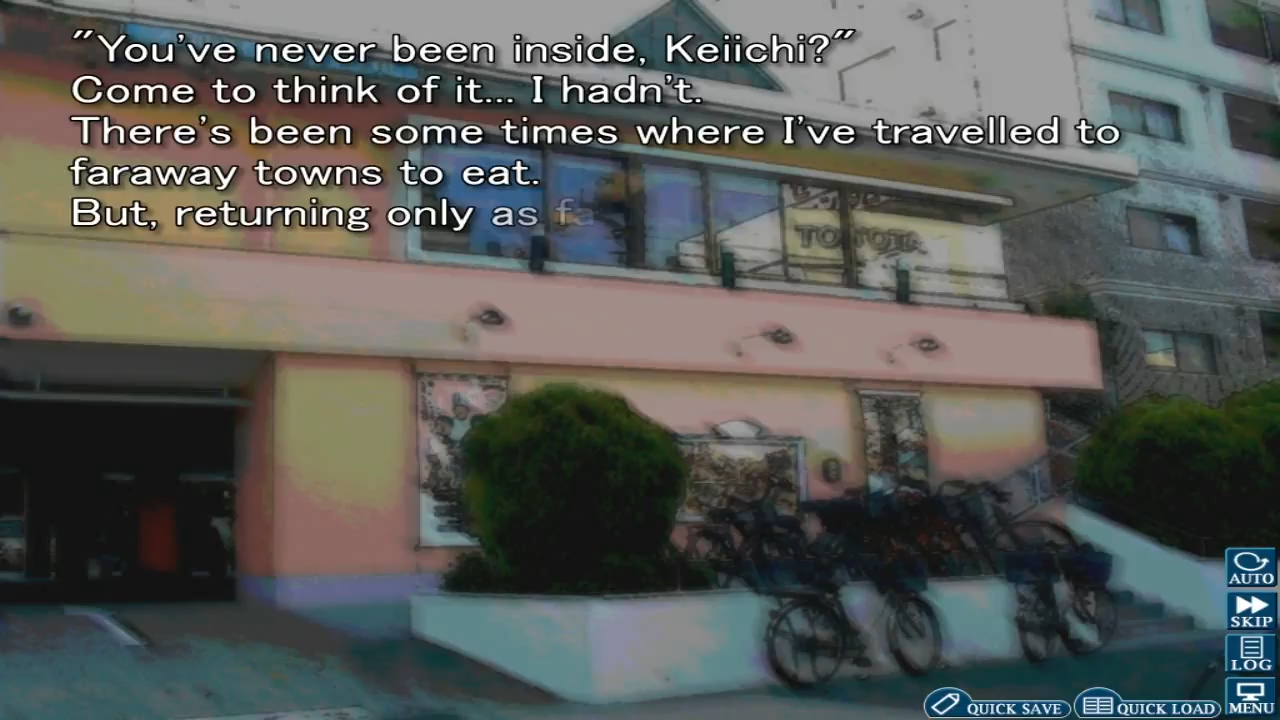 "You've never been inside, Keiichi?"
Come to think of it... I hadn't.
There's been some times where I've travelled to
faraway towns to eat.
But, returning only as fa
TOYOTA
AUTO
SKIP
LOG
MENU
QUICK SAVE
QUICK LOAD